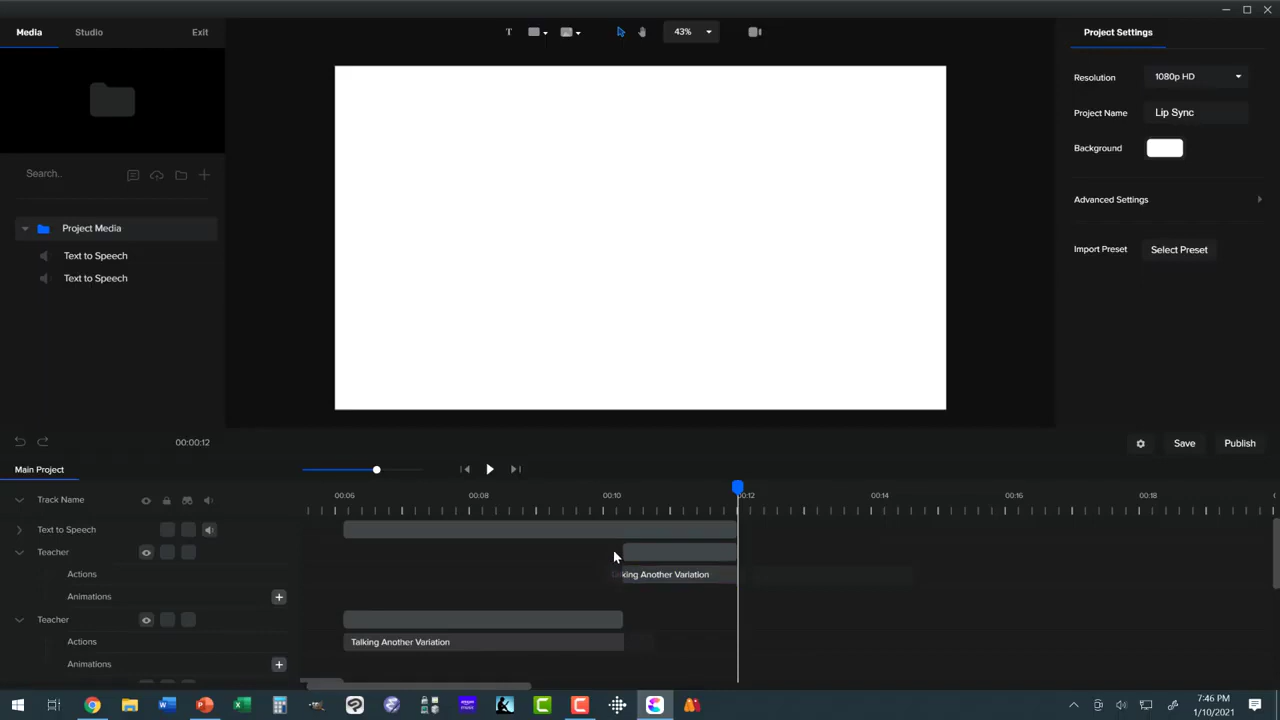 Media Studio Exit
T 43%
Project Settings
Resolution 1080p HD
Project Name Lip Sync
Background
Advanced Settings
Import Preset Select Preset
Search..
Project Media
Text to Speech
Text to Speech
00:00:12
Save Publish
Main Project
Track Name
00:06 00:08 00:10 00:12 00:14 00:16 00:18
Text to Speech
Teacher
Actions
king Another Variation
Animations
Teacher
Actions
Talking Another Variation
Animations
7:46 PM
1/10/2021